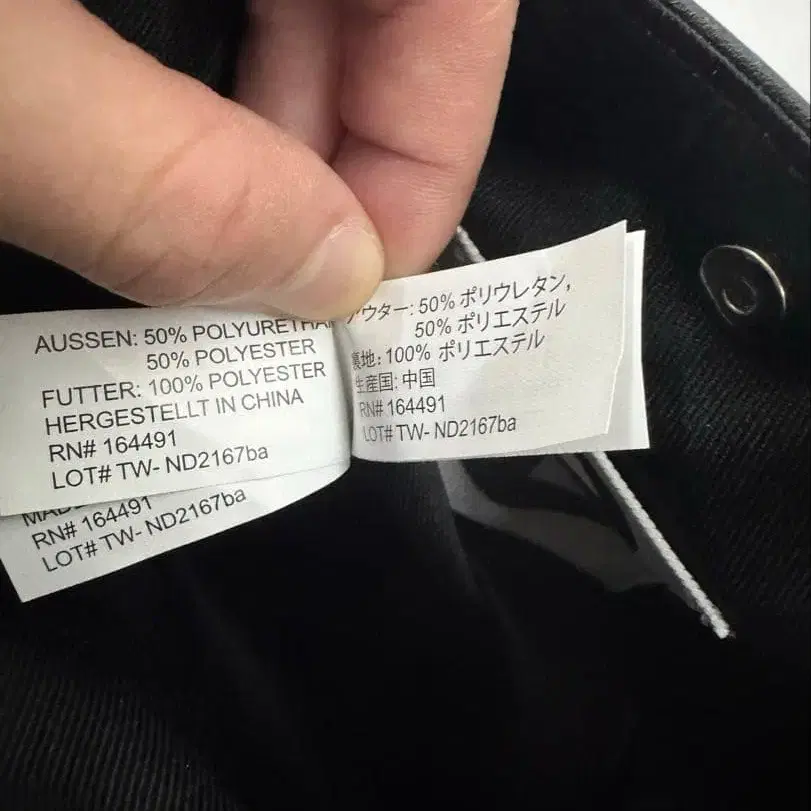 AUSSEN: 50% POLYURETHAN
50% POLYESTER
FUTTER: 100% POLYESTER
HERGESTELLT IN CHINA
RN# 164491
LOT# TW- ND2167ba
RN# 164491
LOT# TW- ND2167ba
アウター: 50% ポリウレタン,
50% ポリエステル
裏地: 100% ポリエステル
生産国: 中国
RN# 164491
LOT# TW- ND2167ba